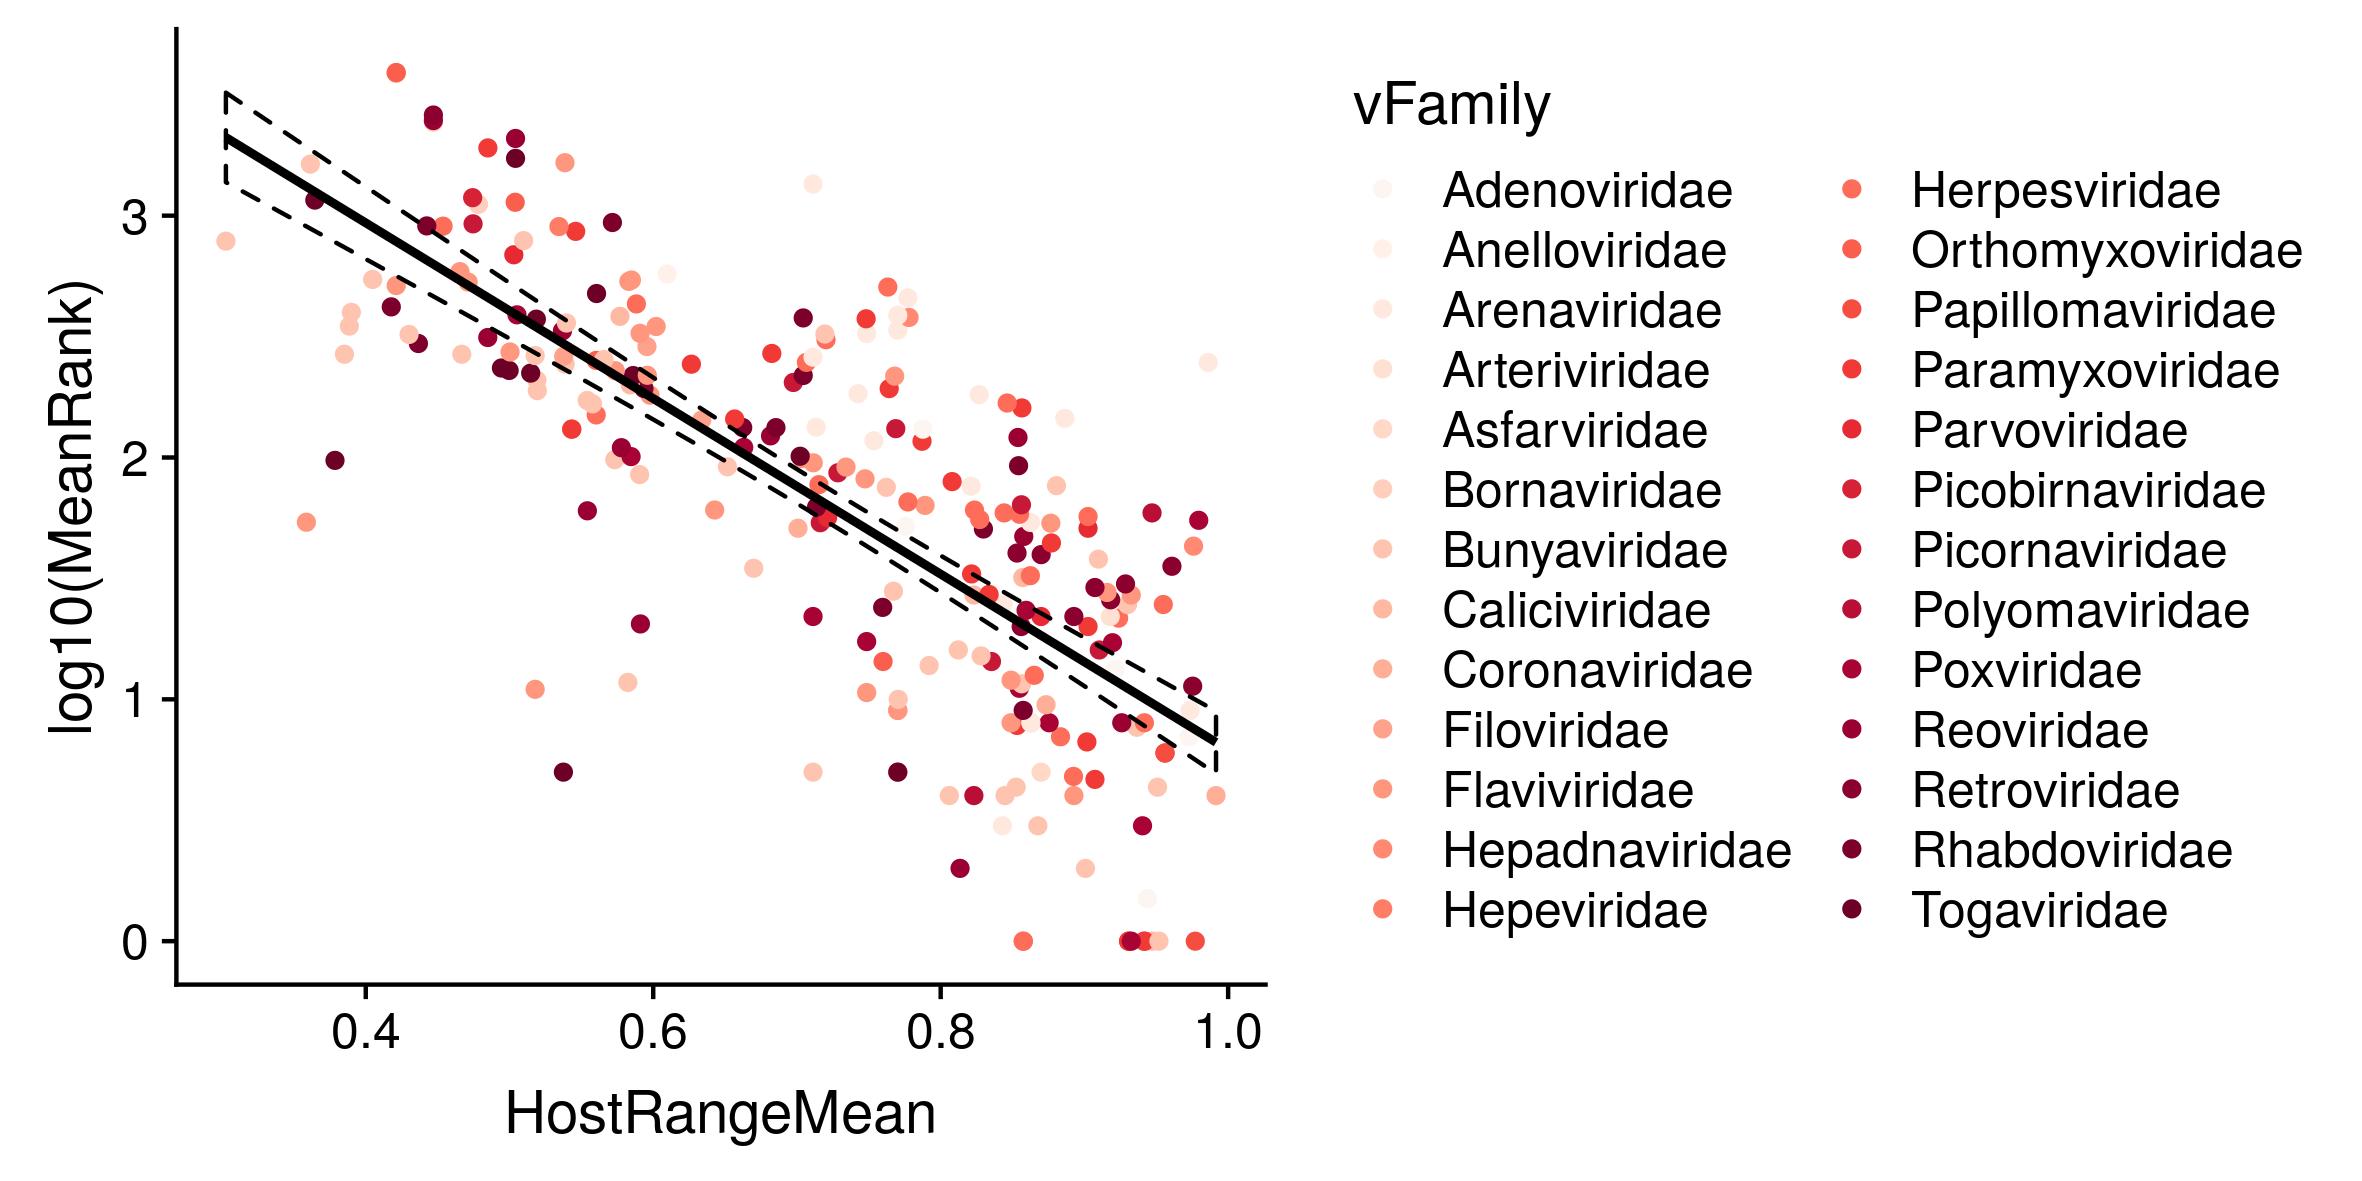 vFamily
Adenoviridae
Anelloviridae
Arenaviridae
Arteriviridae
Asfarviridae
Bornaviridae
Bunyaviridae
Caliciviridae
Coronaviridae
Filoviridae
Flaviviridae
Hepadnaviridae
Hepeviridae
Herpesviridae
Orthomyxoviridae
Papillomaviridae
Paramyxoviridae
Parvoviridae
Picobirnaviridae
Picornaviridae
Polyomaviridae
Poxviridae
Reoviridae
Retroviridae
Rhabdoviridae
Togaviridae
log10(MeanRank)
3
2
1
0
0.4 0.6 0.8 1.0
HostRangeMean